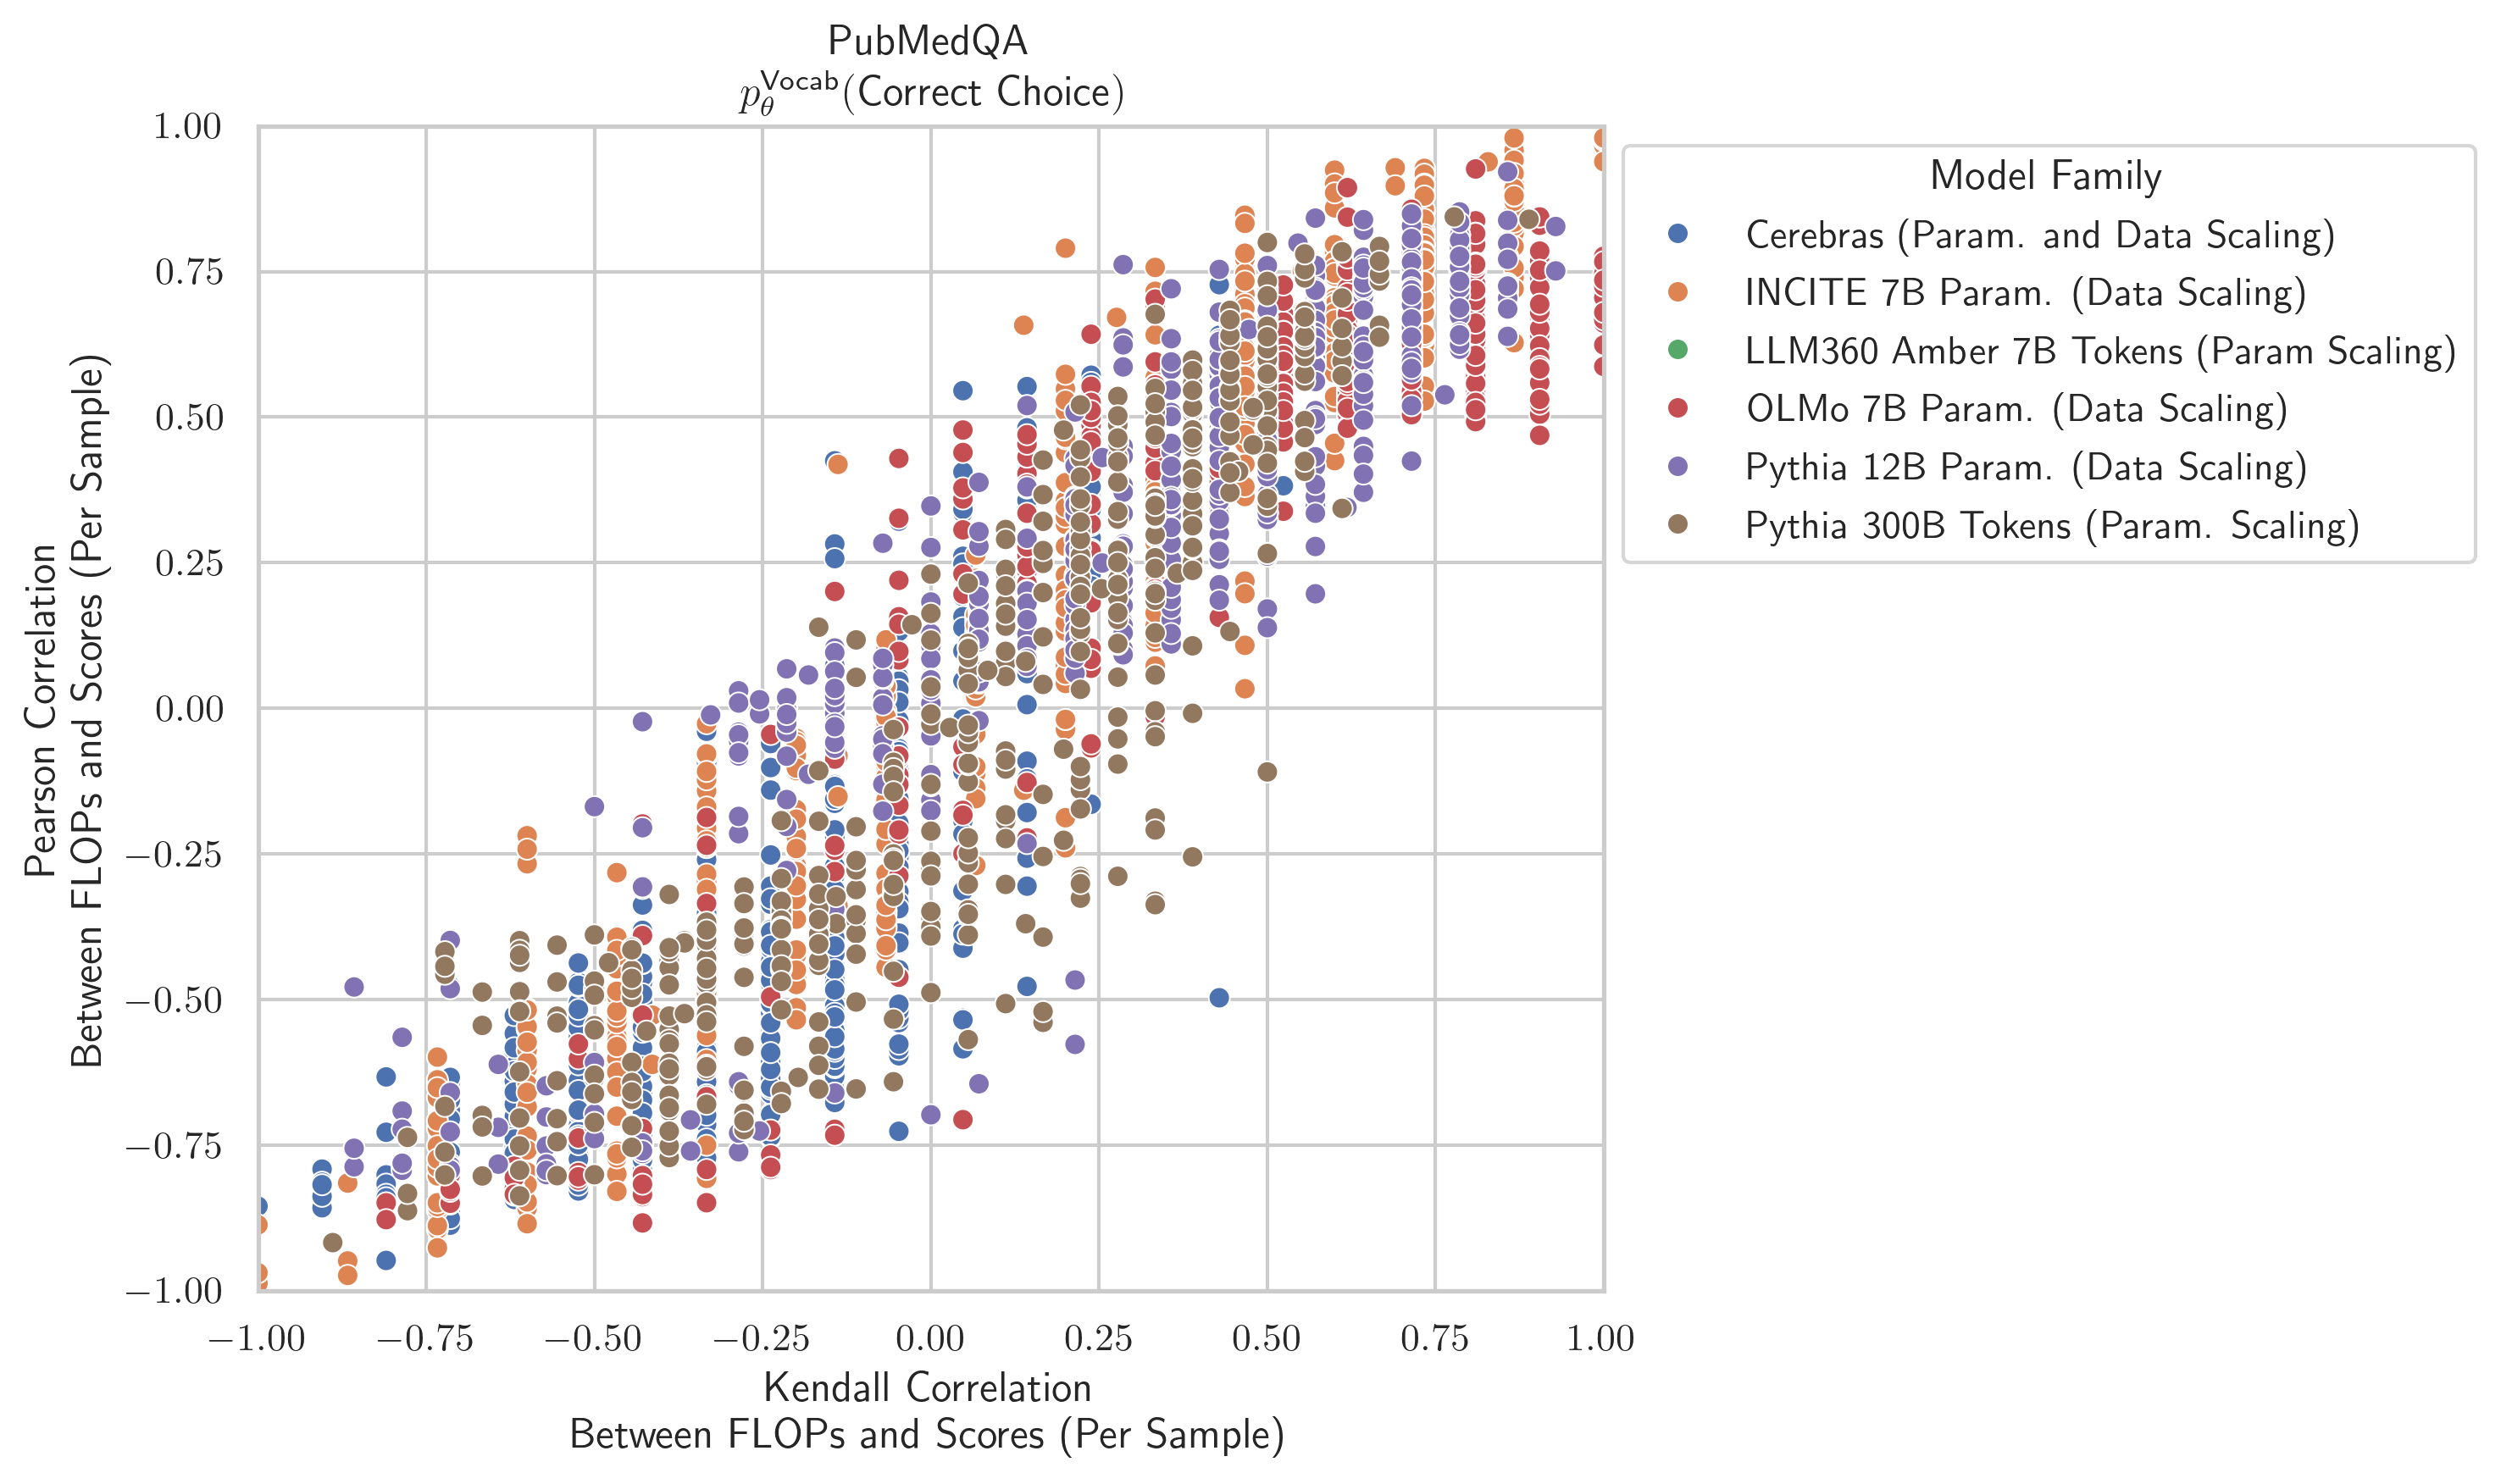 PubMedQA
p_θ^Vocab(Correct Choice)
1.00
0.75
0.50
0.25
0.00
−0.25
−0.50
−0.75
−1.00
Pearson Correlation
Between FLOPs and Scores (Per Sample)
−1.00 −0.75 −0.50 −0.25 0.00 0.25 0.50 0.75 1.00
Kendall Correlation
Between FLOPs and Scores (Per Sample)
Model Family
Cerebras (Param. and Data Scaling)
INCITE 7B Param. (Data Scaling)
LLM360 Amber 7B Tokens (Param Scaling)
OLMo 7B Param. (Data Scaling)
Pythia 12B Param. (Data Scaling)
Pythia 300B Tokens (Param. Scaling)